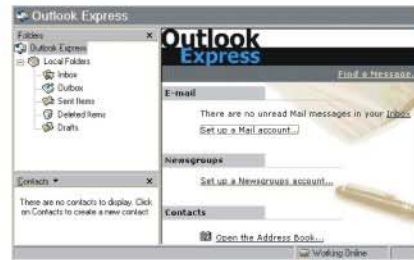 Outlook Express
Folders
Outlook Express
Local Folders
Inbox
Outbox
Sent Items
Deleted Items
Drafts
Contacts
There are no contacts to display. Click
on Contacts to create a new contact.
Outlook
Express
Find a Message.
E-mail
There are no unread Mail messages in your Inbox
Set up a Mail account...
Newsgroups
Set up a Newsgroups account...
Contacts
Open the Address Book...
Working Online